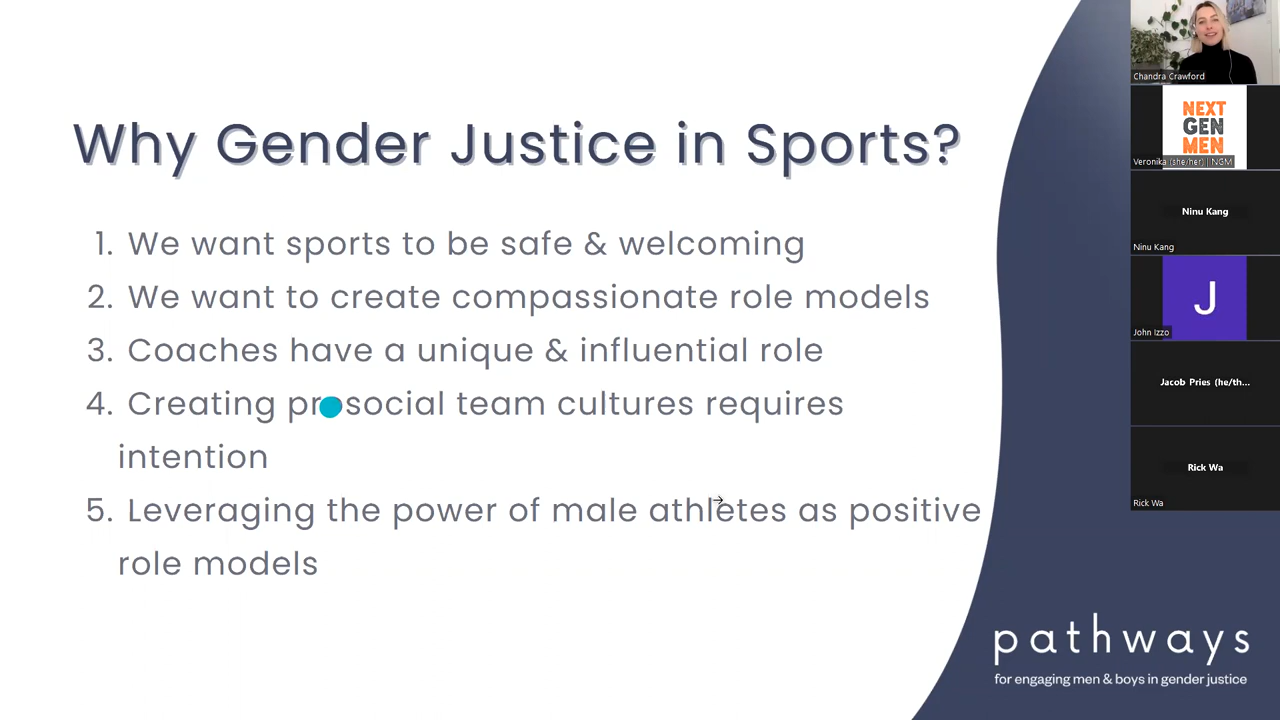 Why Gender Justice in Sports?
1. We want sports to be safe & welcoming
2. We want to create compassionate role models
3. Coaches have a unique & influential role
4. Creating prosocial team cultures requires
intention
5. Leveraging the power of male athletes as positive
role models
pathways
for engaging men & boys in gender justice
Chandra Crawford
NEXT
GEN
MEN
Veronika (she/her) | NGM
Ninu Kang
Ninu Kang
J
John Izzo
Jacob Pries (he/th...
Rick Wa
Rick Wa